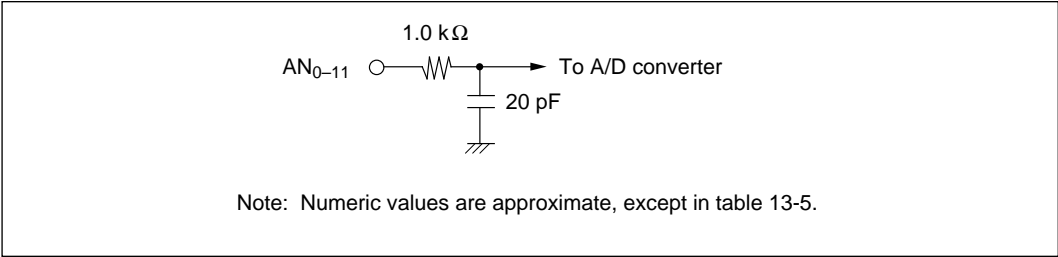 1.0 kΩ
AN0–11 To A/D converter
20 pF
Note: Numeric values are approximate, except in table 13-5.